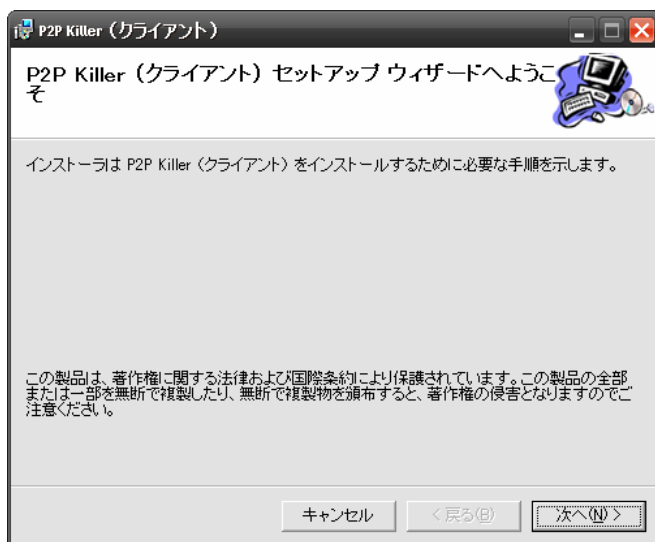 P2P Killer（クライアント）
P2P Killer（クライアント）セットアップ ウィザードへようこ
そ
インストーラは P2P Killer（クライアント）をインストールするために必要な手順を示します。
この製品は、著作権に関する法律および国際条約により保護されています。この製品の全部
または一部を無断で複製したり、無断で複製物を頒布すると、著作権の侵害となりますのでご
注意ください。
キャンセル
< 戻る(B)
次へ(N) >